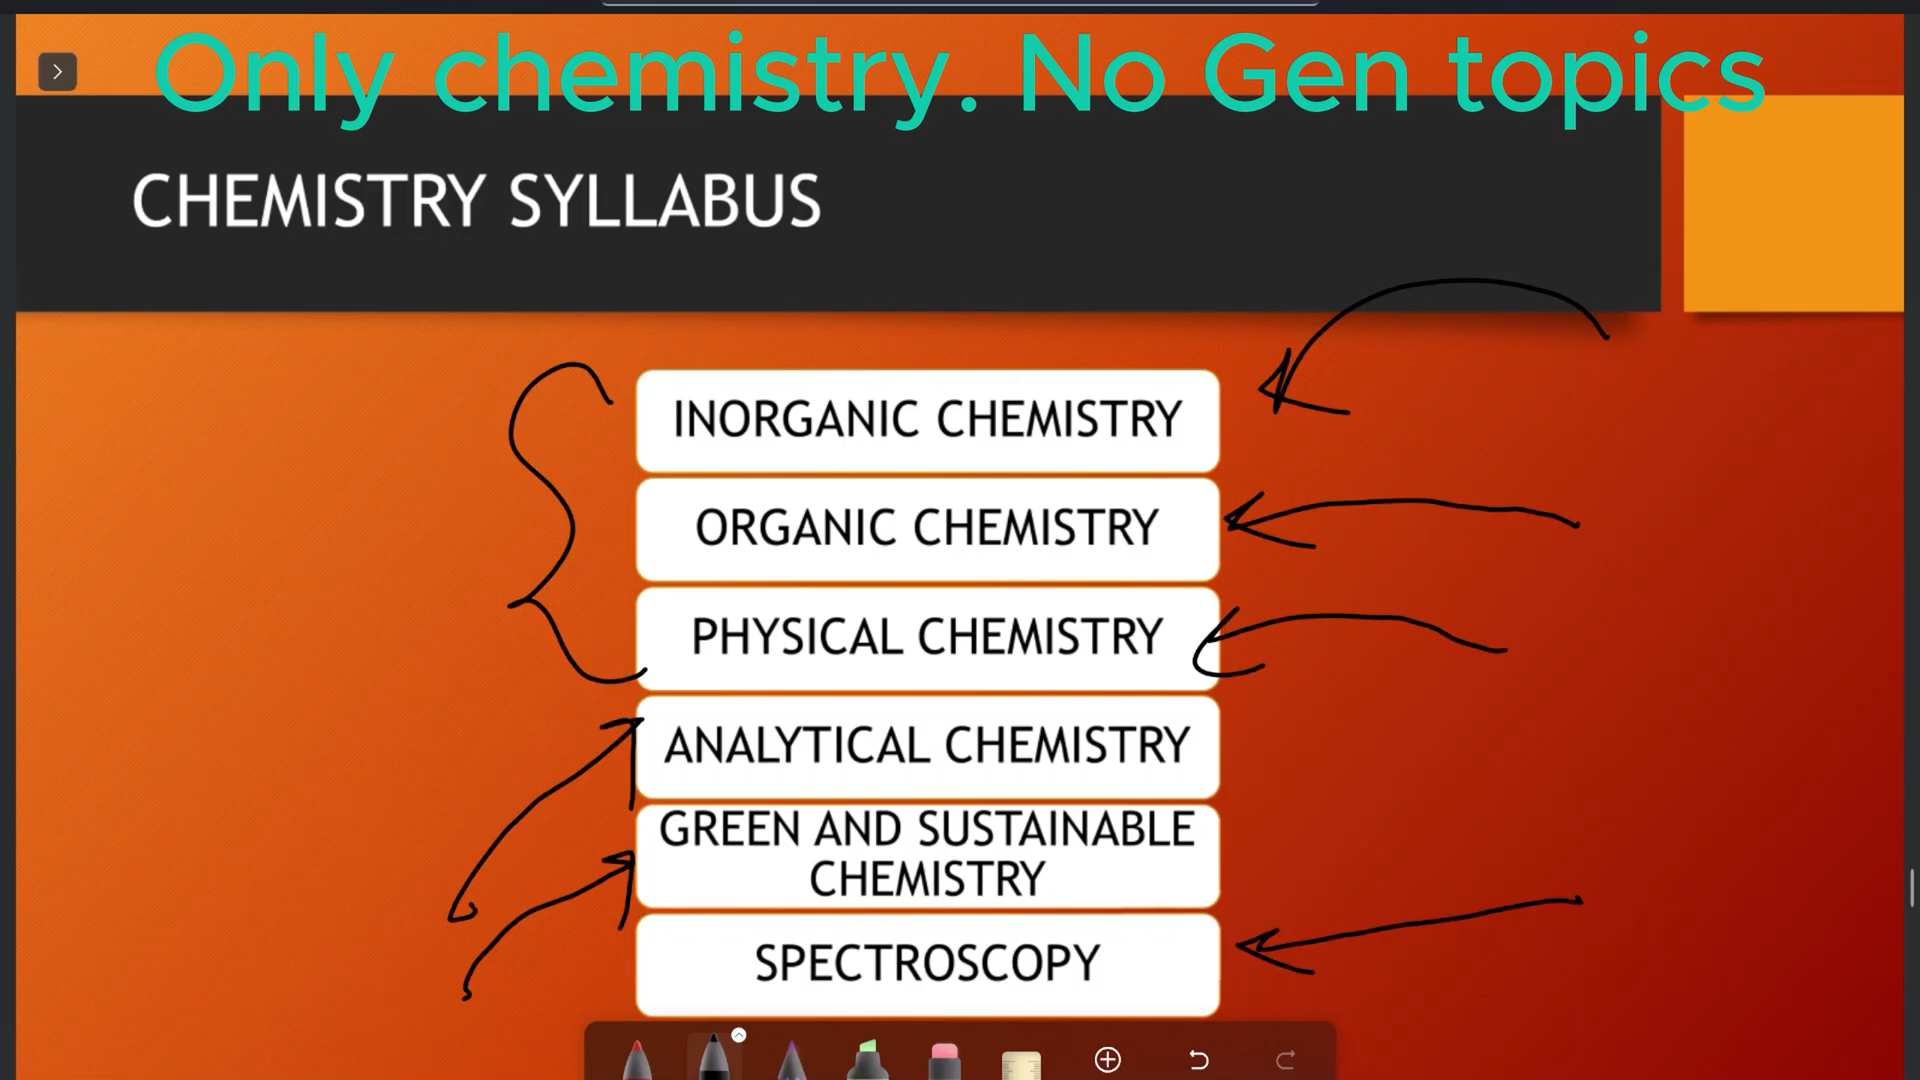 Only chemistry. No Gen topics
CHEMISTRY SYLLABUS
INORGANIC CHEMISTRY
ORGANIC CHEMISTRY
PHYSICAL CHEMISTRY
ANALYTICAL CHEMISTRY
GREEN AND SUSTAINABLE
CHEMISTRY
SPECTROSCOPY